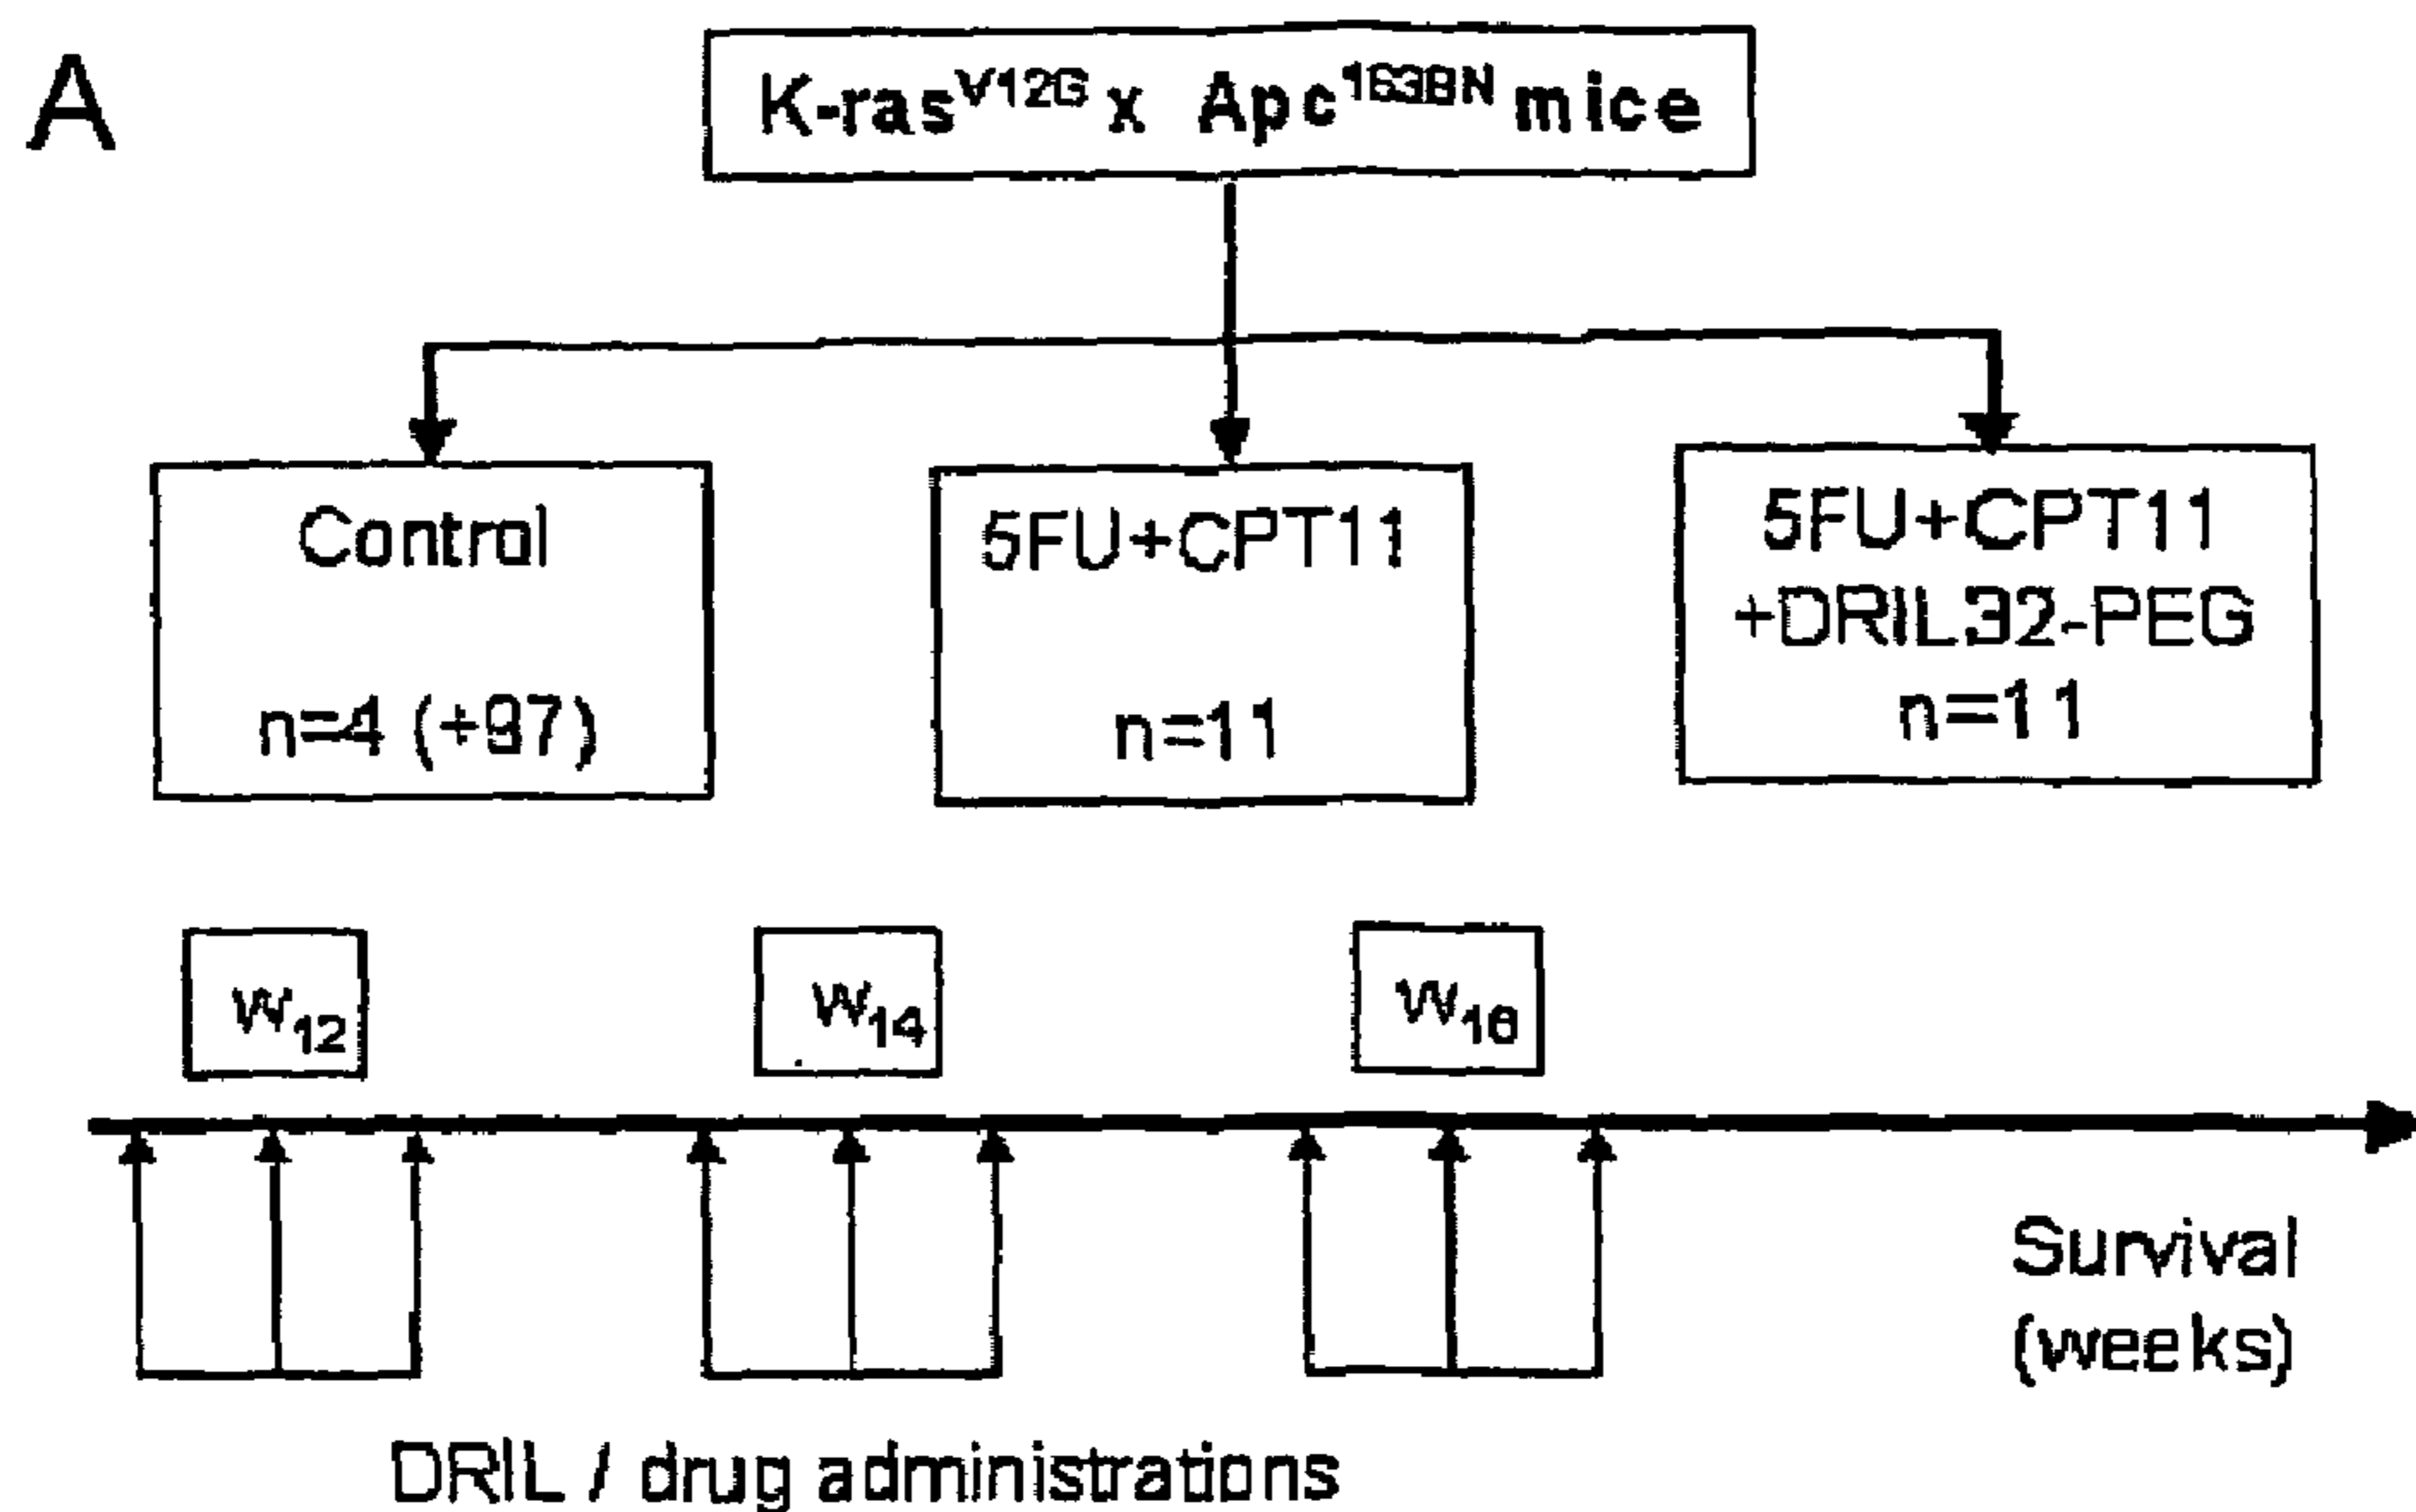 A
K-ras^V12G x Apc^1638N mice
Control
n=4 (+97)
5FU+CPT11
n=11
5FU+CPT11
+DRIL32-PEG
n=11
w12
w14
w16
Survival
(weeks)
DRIL / drug administrations